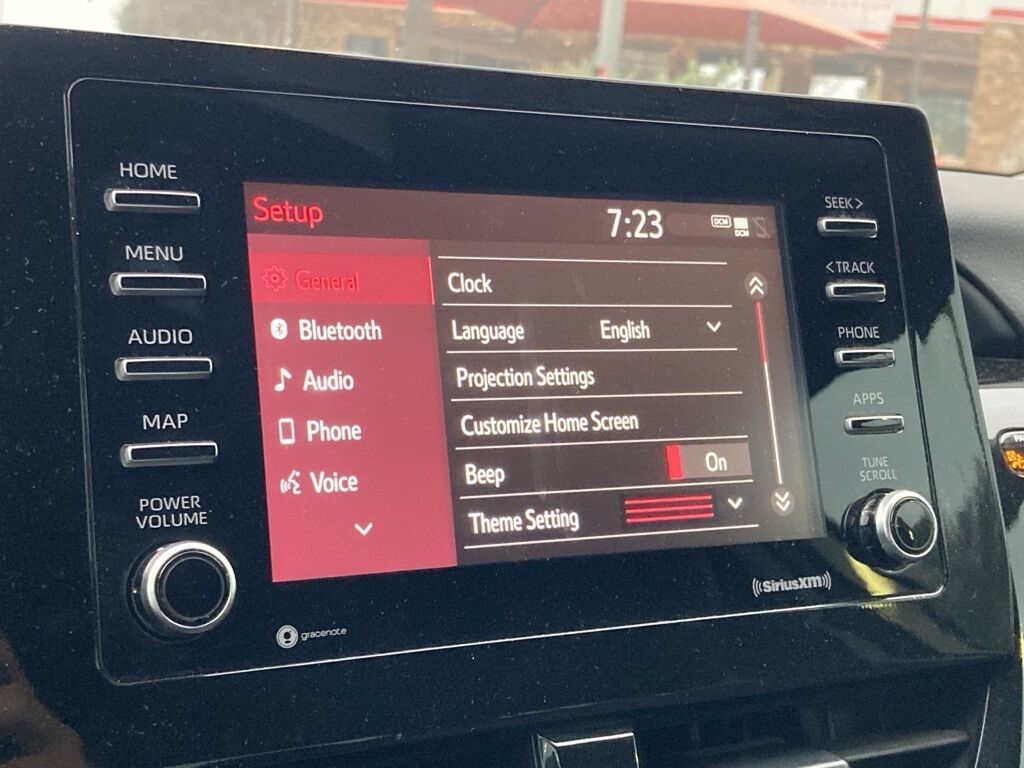 HOME
MENU
AUDIO
MAP
POWER
VOLUME
Setup
7:23
DCM
DCM
General
Bluetooth
Audio
Phone
Voice
Clock
Language English
Projection Settings
Customize Home Screen
Beep On
Theme Setting
SEEK >
< TRACK
PHONE
APPS
TUNE
SCROLL
gracenote
SiriusXM